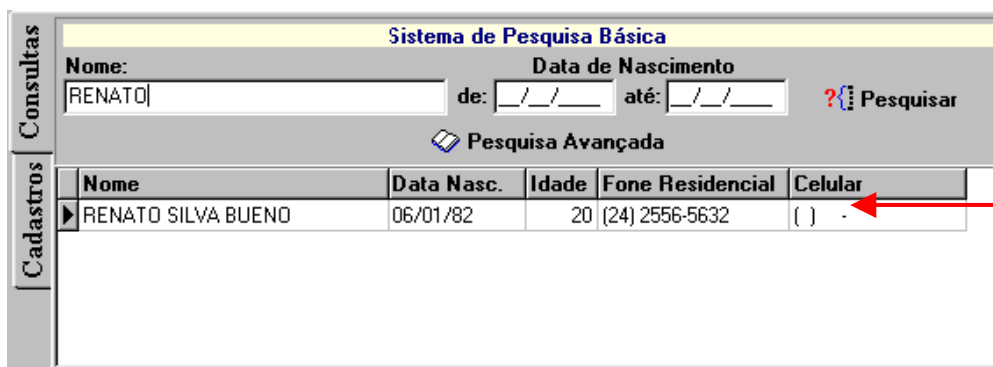 Consultas
Cadastros
Sistema de Pesquisa Básica
Nome:
Data de Nascimento
RENATO
de: __/__/____ até: __/__/____
?{ Pesquisar
Pesquisa Avançada
Nome Data Nasc. Idade Fone Residencial Celular
RENATO SILVA BUENO 06/01/82 20 (24) 2556-5632 ( ) -